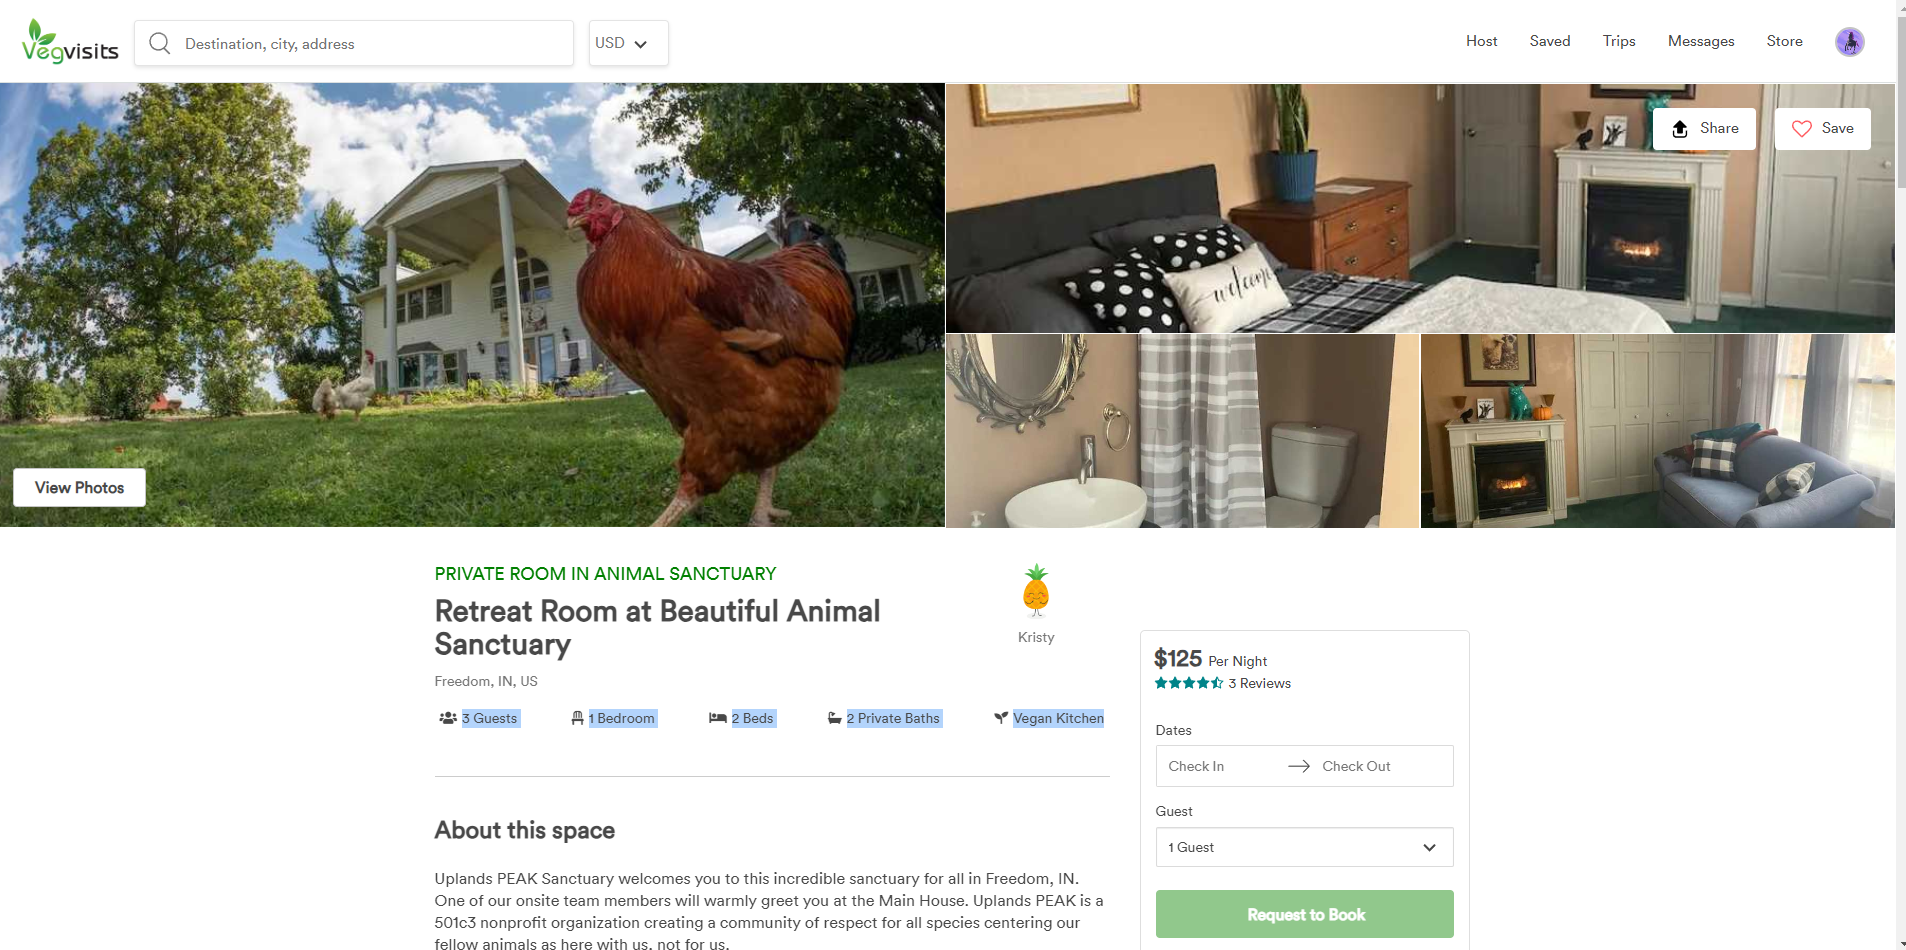 Vegvisits
Destination, city, address
USD
Host
Saved
Trips
Messages
Store
Share
Save
welcome
View Photos
PRIVATE ROOM IN ANIMAL SANCTUARY
Retreat Room at Beautiful Animal
Sanctuary
Kristy
Freedom, IN, US
3 Guests
1 Bedroom
2 Beds
2 Private Baths
Vegan Kitchen
$125 Per Night
3 Reviews
Dates
Check In
Check Out
Guest
1 Guest
Request to Book
About this space
Uplands PEAK Sanctuary welcomes you to this incredible sanctuary for all in Freedom, IN.
One of our onsite team members will warmly greet you at the Main House. Uplands PEAK is a
501c3 nonprofit organization creating a community of respect for all species centering our
fellow animals as here with us, not for us.